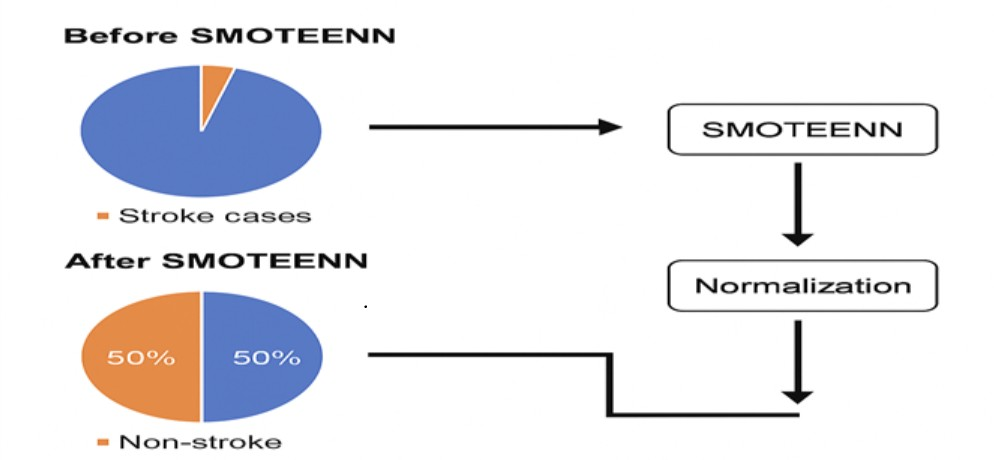 Before SMOTEENN
SMOTEENN
Stroke cases
After SMOTEENN
Normalization
50% 50%
Non-stroke